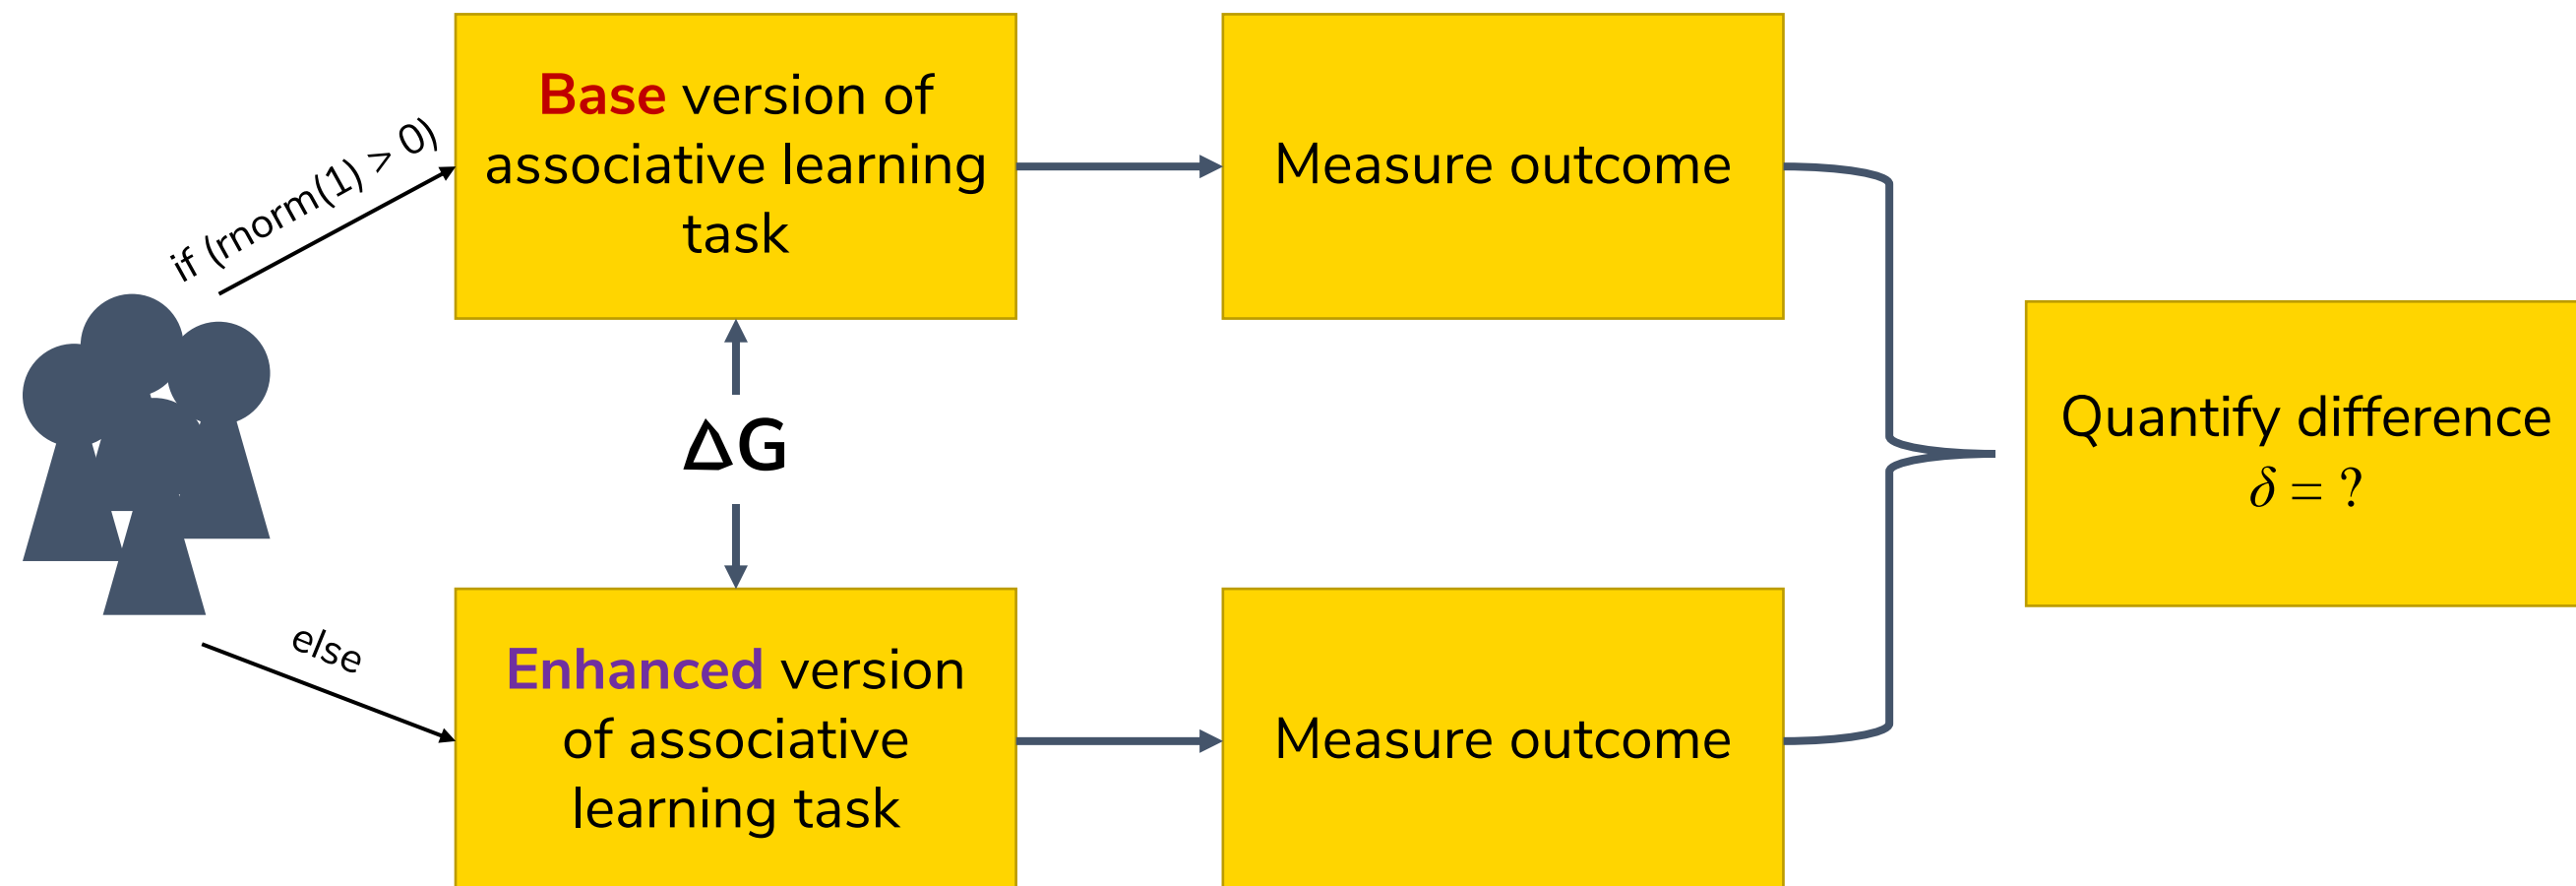 if (rnorm(1) > 0)
Base version of
associative learning
task
Measure outcome
ΔG
Quantify difference
δ = ?
else
Enhanced version
of associative
learning task
Measure outcome